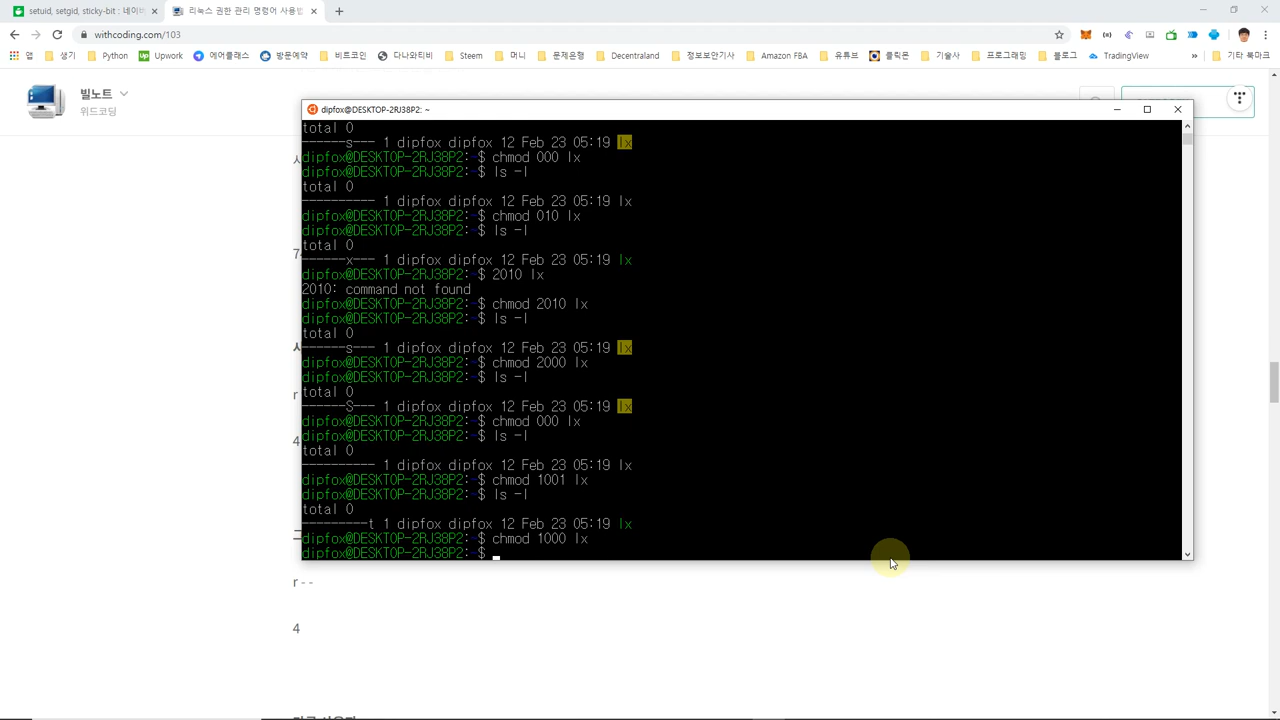 setuid, setgid, sticky-bit : 네이버
리눅스 권한 관리 명령어 사용법
withcoding.com/103
앱 생기 Python Upwork 에어클래스 방문예약 비트코인 다나와티비 Steem 머니 문제은행 Decentraland 정보보안기사 Amazon FBA 유튜브 클릭몬 기술사 프로그래밍 블로그 TradingView » 기타 북마크
빌노트
위드코딩
dipfox@DESKTOP-2RJ38P2: ~
total 0
------s--- 1 dipfox dipfox 12 Feb 23 05:19 lx
dipfox@DESKTOP-2RJ38P2:~$ chmod 000 lx
dipfox@DESKTOP-2RJ38P2:~$ ls -l
total 0
---------- 1 dipfox dipfox 12 Feb 23 05:19 lx
dipfox@DESKTOP-2RJ38P2:~$ chmod 010 lx
dipfox@DESKTOP-2RJ38P2:~$ ls -l
total 0
------x--- 1 dipfox dipfox 12 Feb 23 05:19 lx
dipfox@DESKTOP-2RJ38P2:~$ 2010 lx
2010: command not found
dipfox@DESKTOP-2RJ38P2:~$ chmod 2010 lx
dipfox@DESKTOP-2RJ38P2:~$ ls -l
total 0
------s--- 1 dipfox dipfox 12 Feb 23 05:19 lx
dipfox@DESKTOP-2RJ38P2:~$ chmod 2000 lx
dipfox@DESKTOP-2RJ38P2:~$ ls -l
total 0
------S--- 1 dipfox dipfox 12 Feb 23 05:19 lx
dipfox@DESKTOP-2RJ38P2:~$ chmod 000 lx
dipfox@DESKTOP-2RJ38P2:~$ ls -l
total 0
---------- 1 dipfox dipfox 12 Feb 23 05:19 lx
dipfox@DESKTOP-2RJ38P2:~$ chmod 1001 lx
dipfox@DESKTOP-2RJ38P2:~$ ls -l
total 0
---------t 1 dipfox dipfox 12 Feb 23 05:19 lx
dipfox@DESKTOP-2RJ38P2:~$ chmod 1000 lx
dipfox@DESKTOP-2RJ38P2:~$
7
r
4
r - -
4